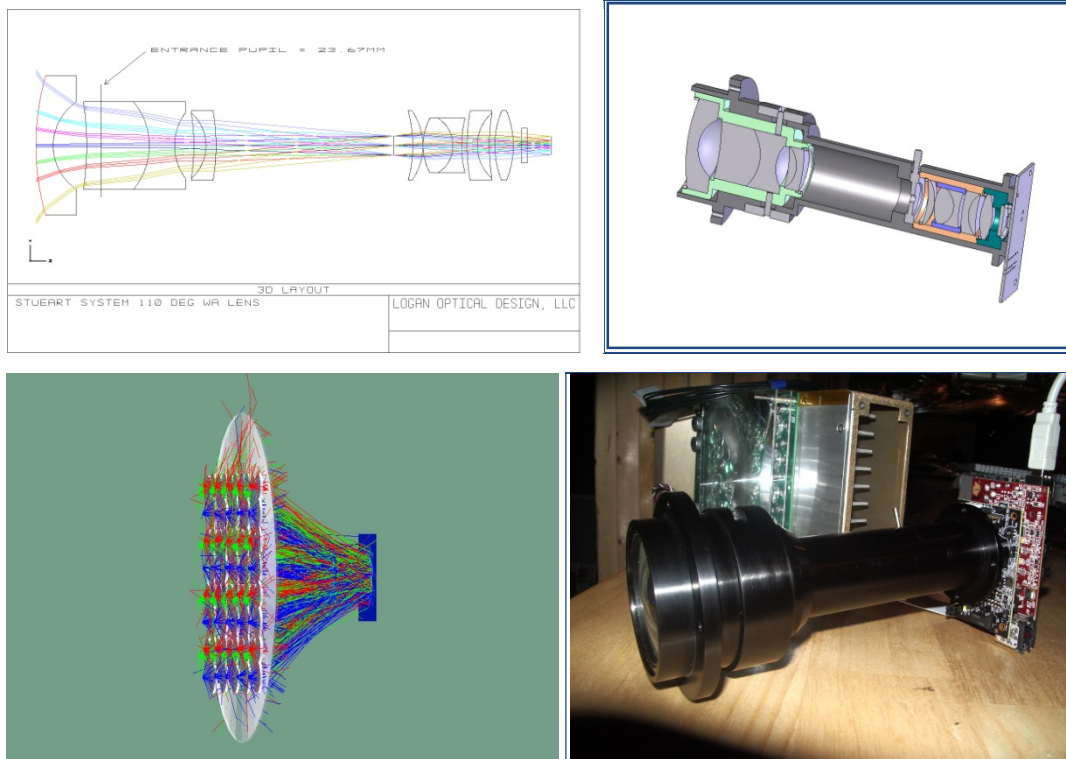 ENTRANCE PUPIL = 23.67MM
Y
Z
3D LAYOUT
STUEART SYSTEM 110 DEG WA LENS
LOGAN OPTICAL DESIGN, LLC